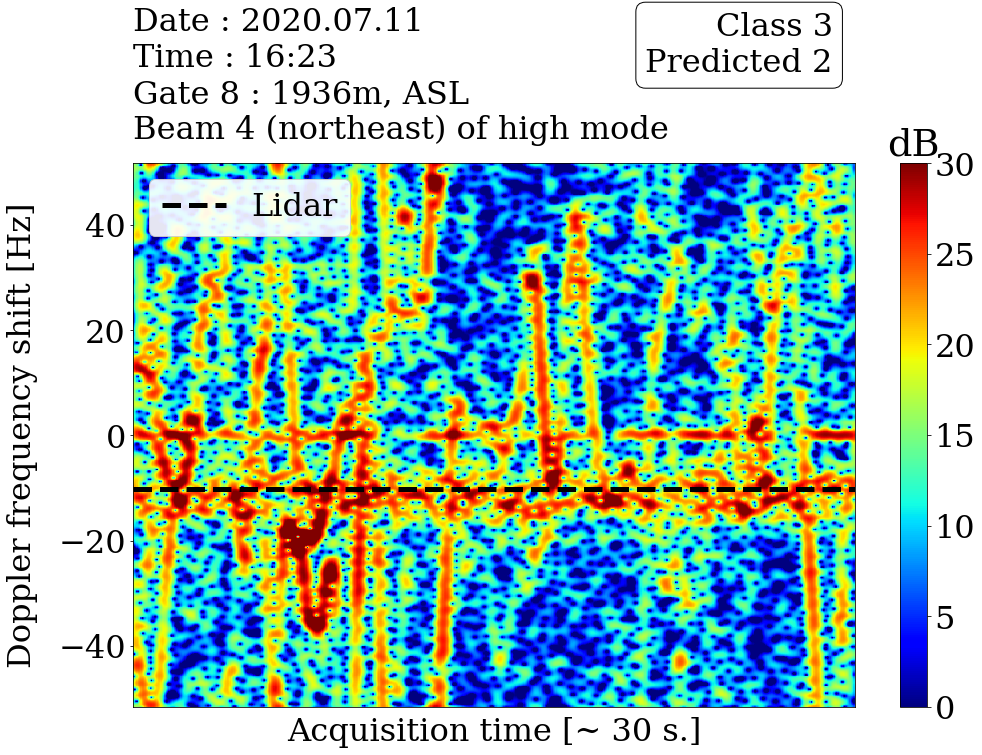 Date : 2020.07.11
Time : 16:23
Gate 8 : 1936m, ASL
Beam 4 (northeast) of high mode
Class 3
Predicted 2
dB
Lidar
Doppler frequency shift [Hz]
40
20
0
−20
−40
Acquisition time [~ 30 s.]
30
25
20
15
10
5
0